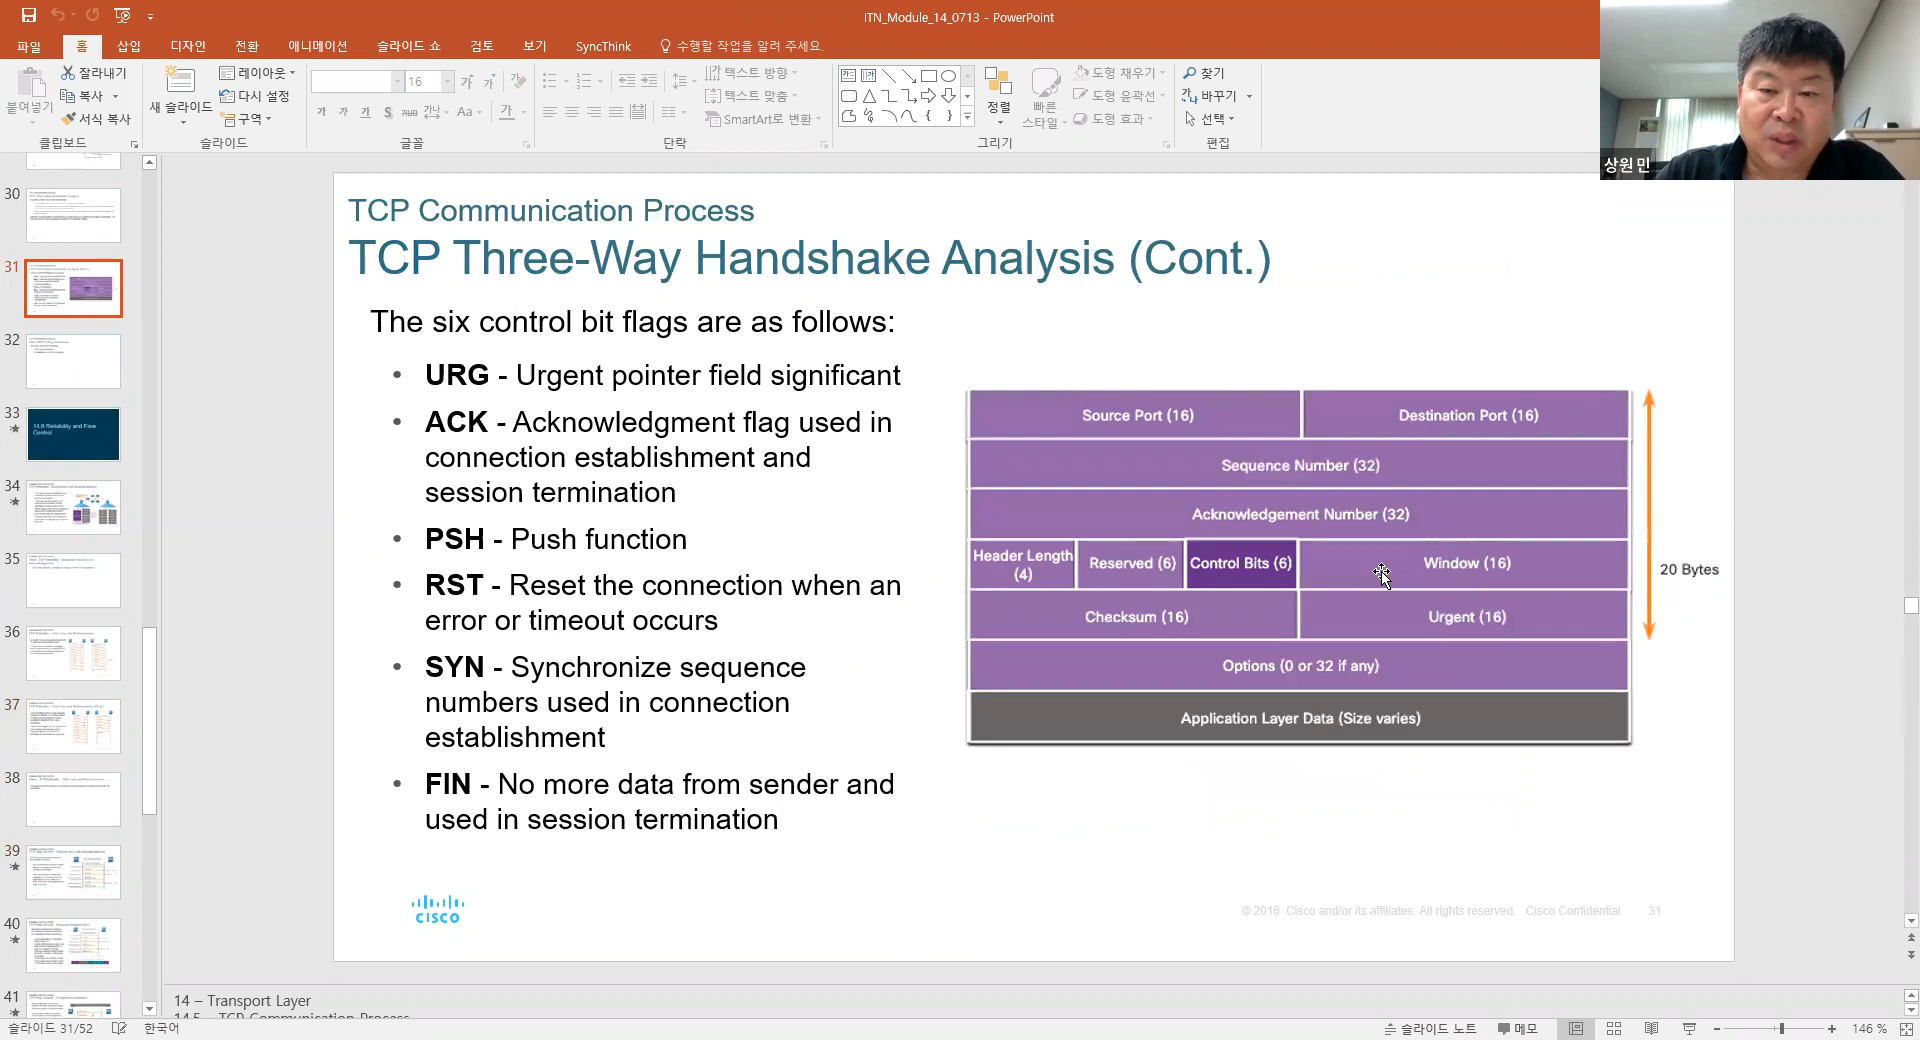 ITN_Module_14_0713 - PowerPoint
파일
홈
삽입
디자인
전환
애니메이션
슬라이드 쇼
검토
보기
SyncThink
수행할 작업을 알려 주세요.
붙여넣기
잘라내기
복사
서식 복사
클립보드
새 슬라이드
레이아웃
다시 설정
구역
슬라이드
16
글꼴
텍스트 방향
텍스트 맞춤
SmartArt로 변환
단락
정렬
빠른
스타일
도형 채우기
도형 윤곽선
도형 효과
그리기
찾기
바꾸기
선택
편집
상원민
30
31
32
33
14.6 Reliability and Flow
Control
34
35
36
37
38
39
40
41
TCP Communication Process
TCP Three-Way Handshake Analysis (Cont.)
The six control bit flags are as follows:
• URG - Urgent pointer field significant
• ACK - Acknowledgment flag used in
connection establishment and
session termination
• PSH - Push function
• RST - Reset the connection when an
error or timeout occurs
• SYN - Synchronize sequence
numbers used in connection
establishment
• FIN - No more data from sender and
used in session termination
Source Port (16)
Destination Port (16)
Sequence Number (32)
Acknowledgement Number (32)
Header Length
(4)
Reserved (6)
Control Bits (6)
Window (16)
Checksum (16)
Urgent (16)
Options (0 or 32 if any)
Application Layer Data (Size varies)
20 Bytes
CISCO
© 2016 Cisco and/or its affiliates. All rights reserved. Cisco Confidential
31
14 – Transport Layer
14.5 – TCP Communication Process
슬라이드 31/52
한국어
슬라이드 노트
메모
146 %